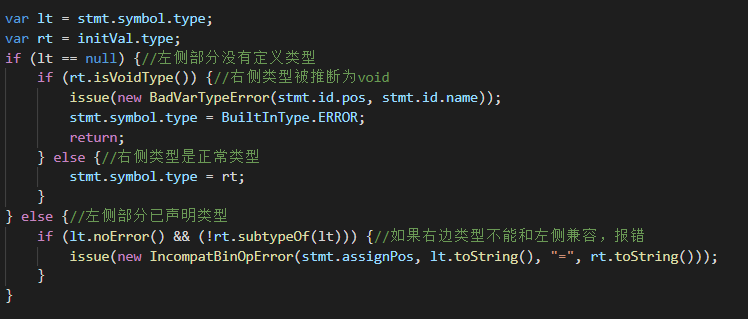 var lt = stmt.symbol.type;
var rt = initVal.type;
if (lt == null) {//左侧部分没有定义类型
    if (rt.isVoidType()) {//右侧类型被推断为void
        issue(new BadVarTypeError(stmt.id.pos, stmt.id.name));
        stmt.symbol.type = BuiltInType.ERROR;
        return;
    } else {//右侧类型是正常类型
        stmt.symbol.type = rt;
    }
} else {//左侧部分已声明类型
    if (lt.noError() && (!rt.subtypeOf(lt))) {//如果右边类型不能和左侧兼容，报错
        issue(new IncompatBinOpError(stmt.assignPos, lt.toString(), "=", rt.toString()));
    }
}